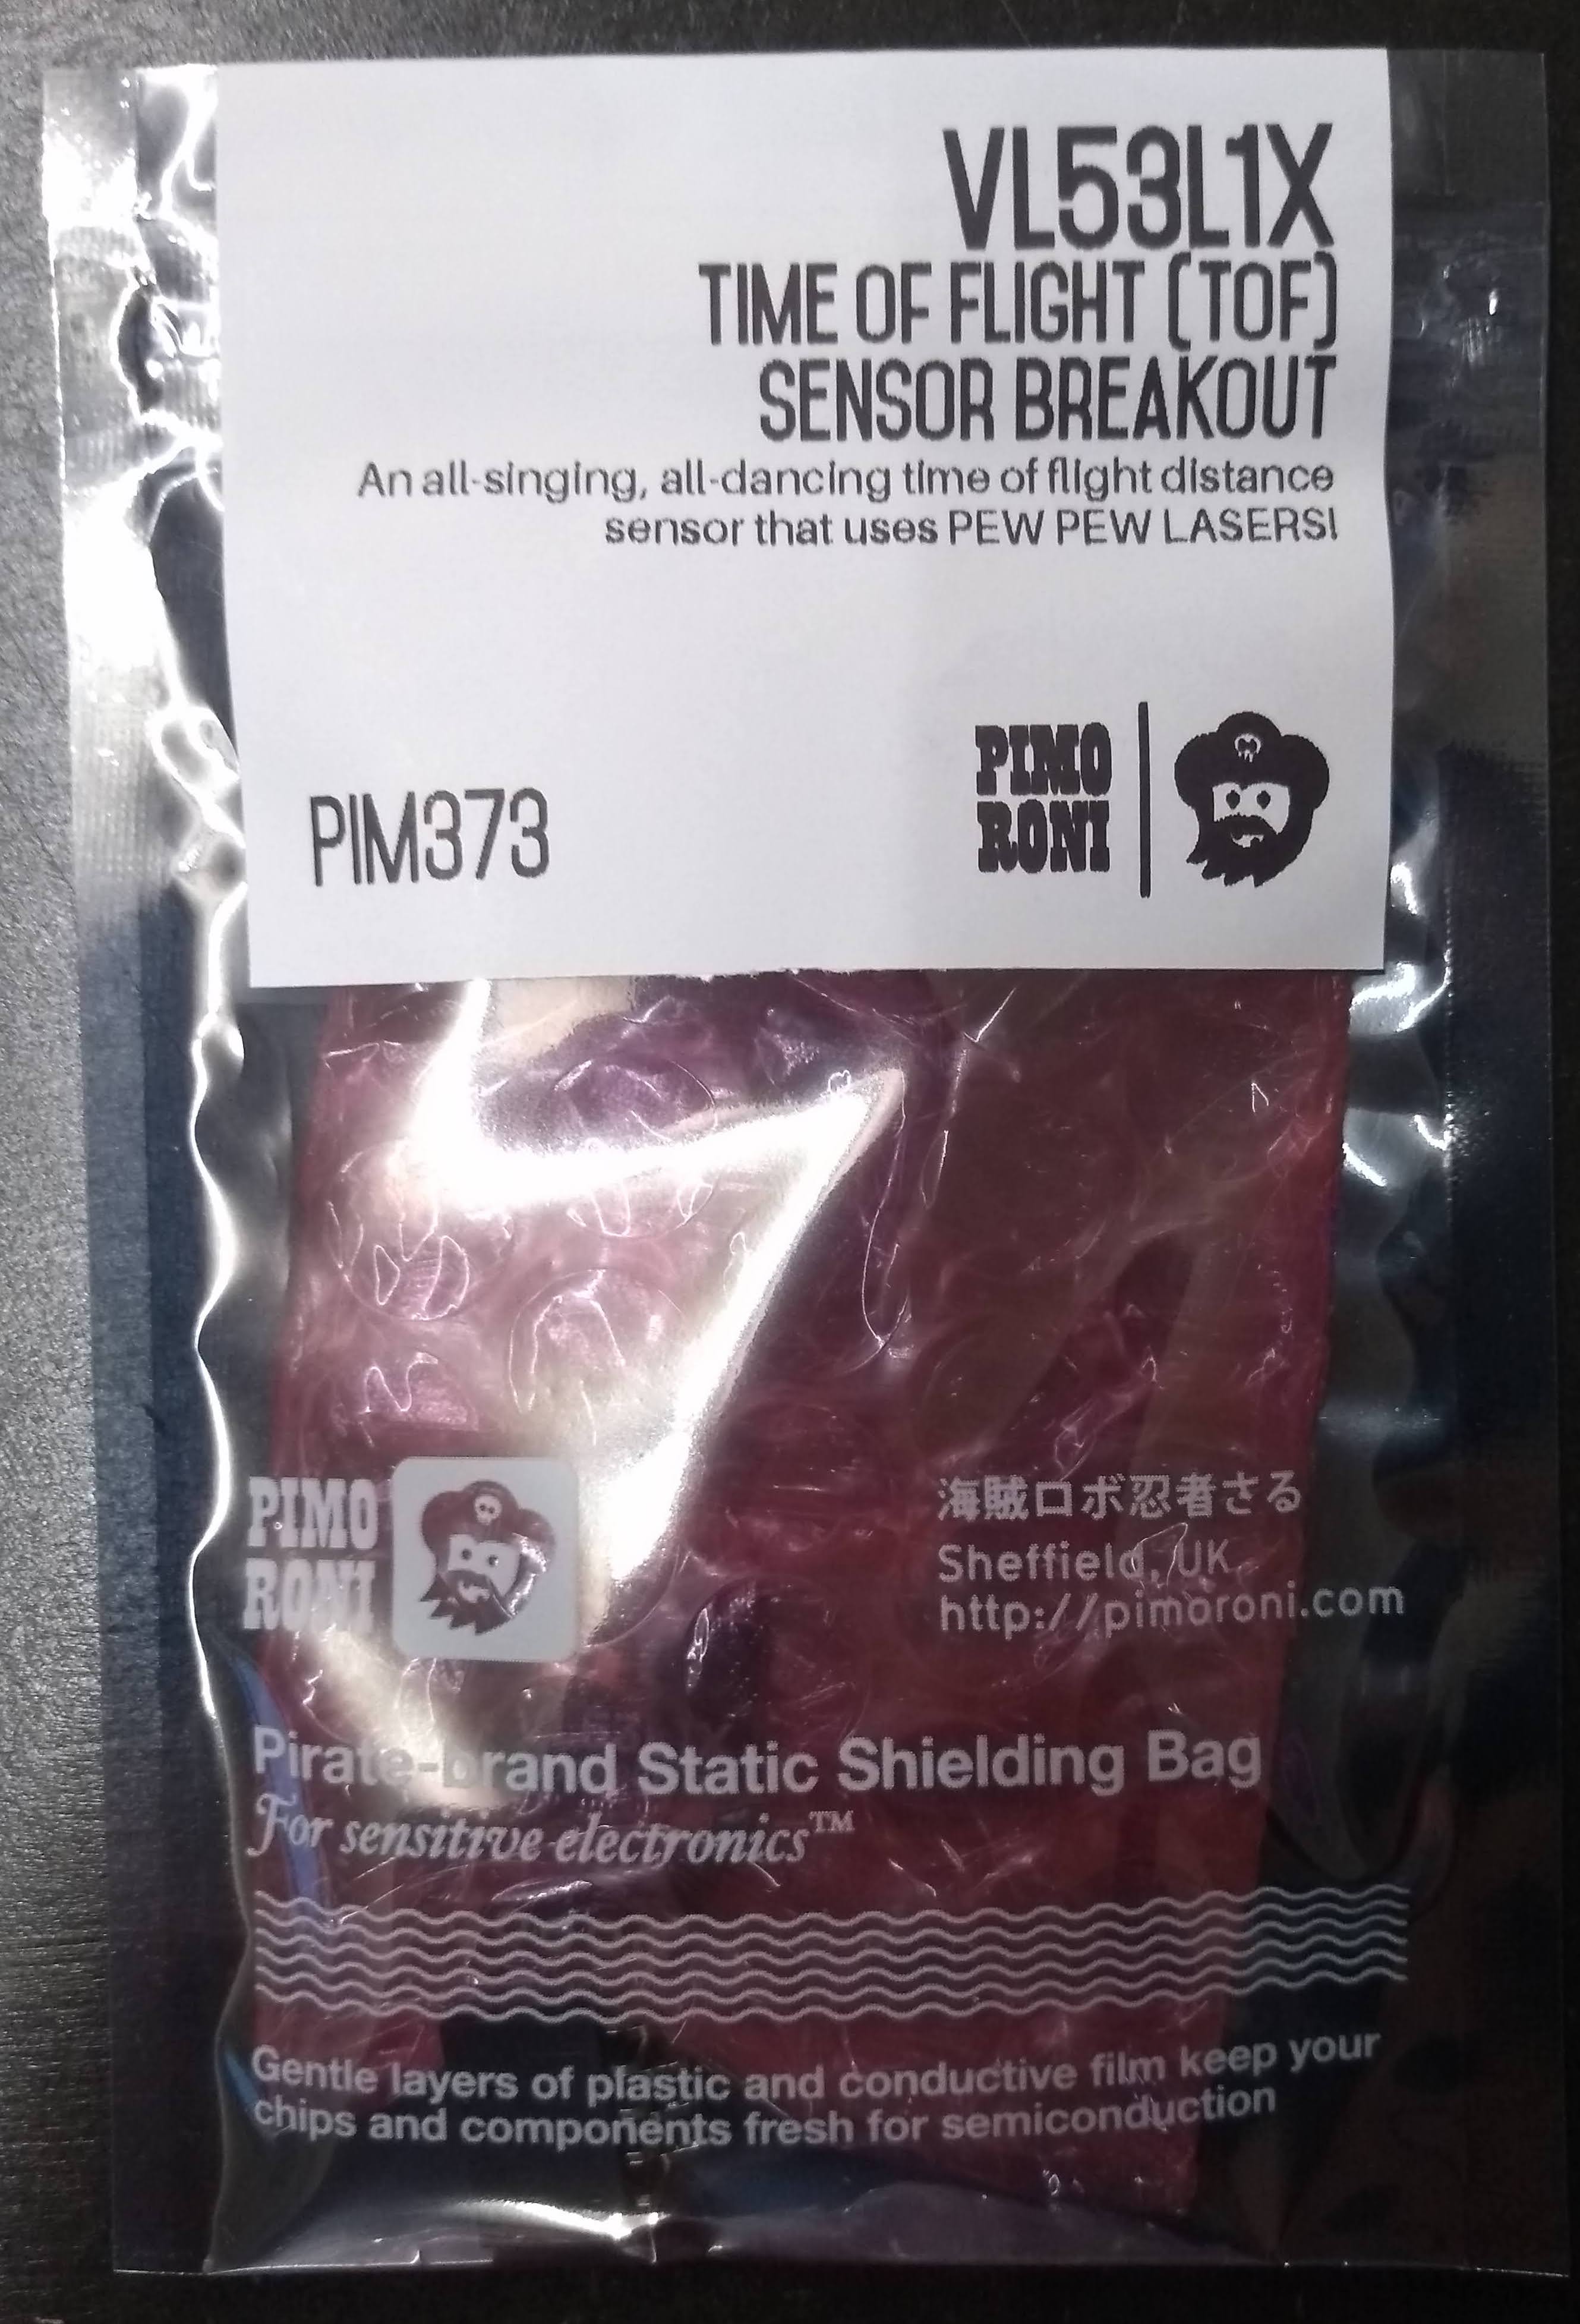 VL53L1X
TIME OF FLIGHT (TOF)
SENSOR BREAKOUT
An all-singing, all-dancing time of flight distance
sensor that uses PEW PEW LASERS!
PIM373
PIMO
RONI
PIMO
RONI
海賊ロボ忍者さる
Sheffield, UK
http://pimoroni.com
Pirate-brand Static Shielding Bag
For sensitive electronics™
Gentle layers of plastic and conductive film keep your
chips and components fresh for semiconduction